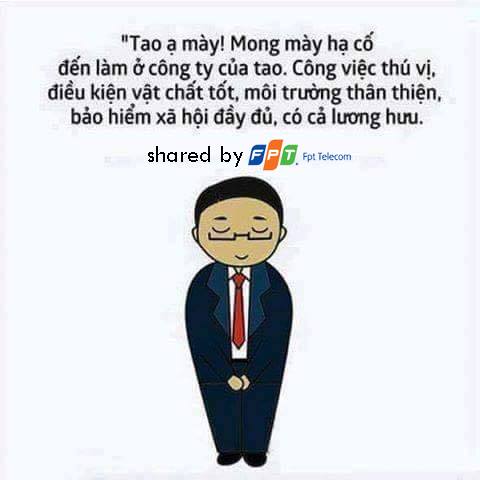 "Tao ạ mày! Mong mày hạ cố
đến làm ở công ty của tao. Công việc thú vị,
điều kiện vật chất tốt, môi trường thân thiện,
bảo hiểm xã hội đầy đủ, có cả lương hưu.
shared by FPT Fpt Telecom